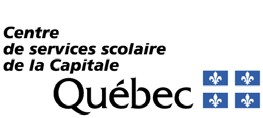 Centre
de services scolaire
de la Capitale
Québec